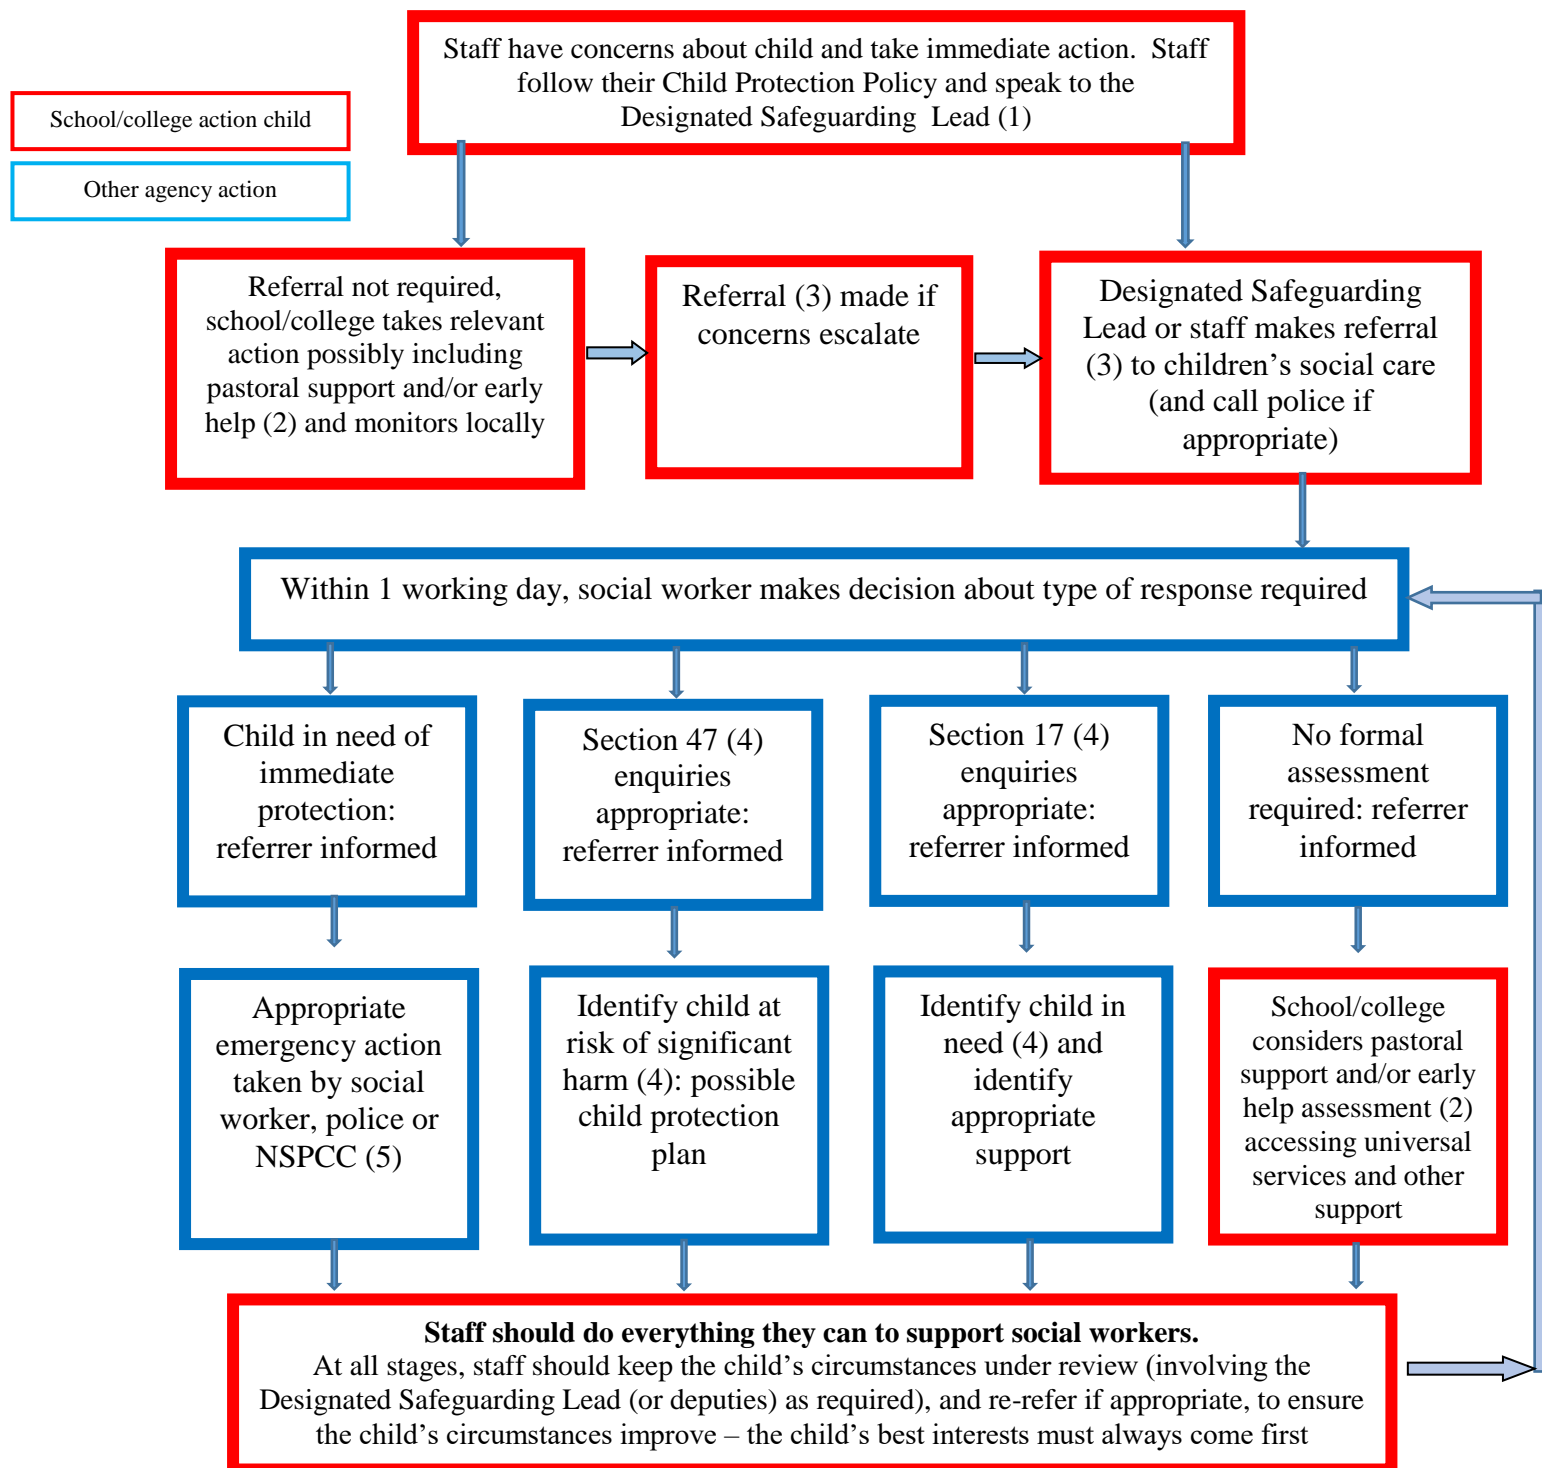 Staff have concerns about child and take immediate action.  Staff
follow their Child Protection Policy and speak to the
Designated Safeguarding  Lead (1)
School/college action child
Other agency action
Referral not required,
school/college takes relevant
action possibly including
pastoral support and/or early
help (2) and monitors locally
Referral (3) made if
concerns escalate
Designated Safeguarding
Lead or staff makes referral
(3) to children’s social care
(and call police if
appropriate)
Within 1 working day, social worker makes decision about type of response required
Child in need of
immediate
protection:
referrer informed
Section 47 (4)
enquiries
appropriate:
referrer informed
Section 17 (4)
enquiries
appropriate:
referrer informed
No formal
assessment
required: referrer
informed
Appropriate
emergency action
taken by social
worker, police or
NSPCC (5)
Identify child at
risk of significant
harm (4): possible
child protection
plan
Identify child in
need (4) and
identify
appropriate
support
School/college
considers pastoral
support and/or early
help assessment (2)
accessing universal
services and other
support
Staff should do everything they can to support social workers.
At all stages, staff should keep the child’s circumstances under review (involving the
Designated Safeguarding Lead (or deputies) as required), and re-refer if appropriate, to ensure
the child’s circumstances improve – the child’s best interests must always come first